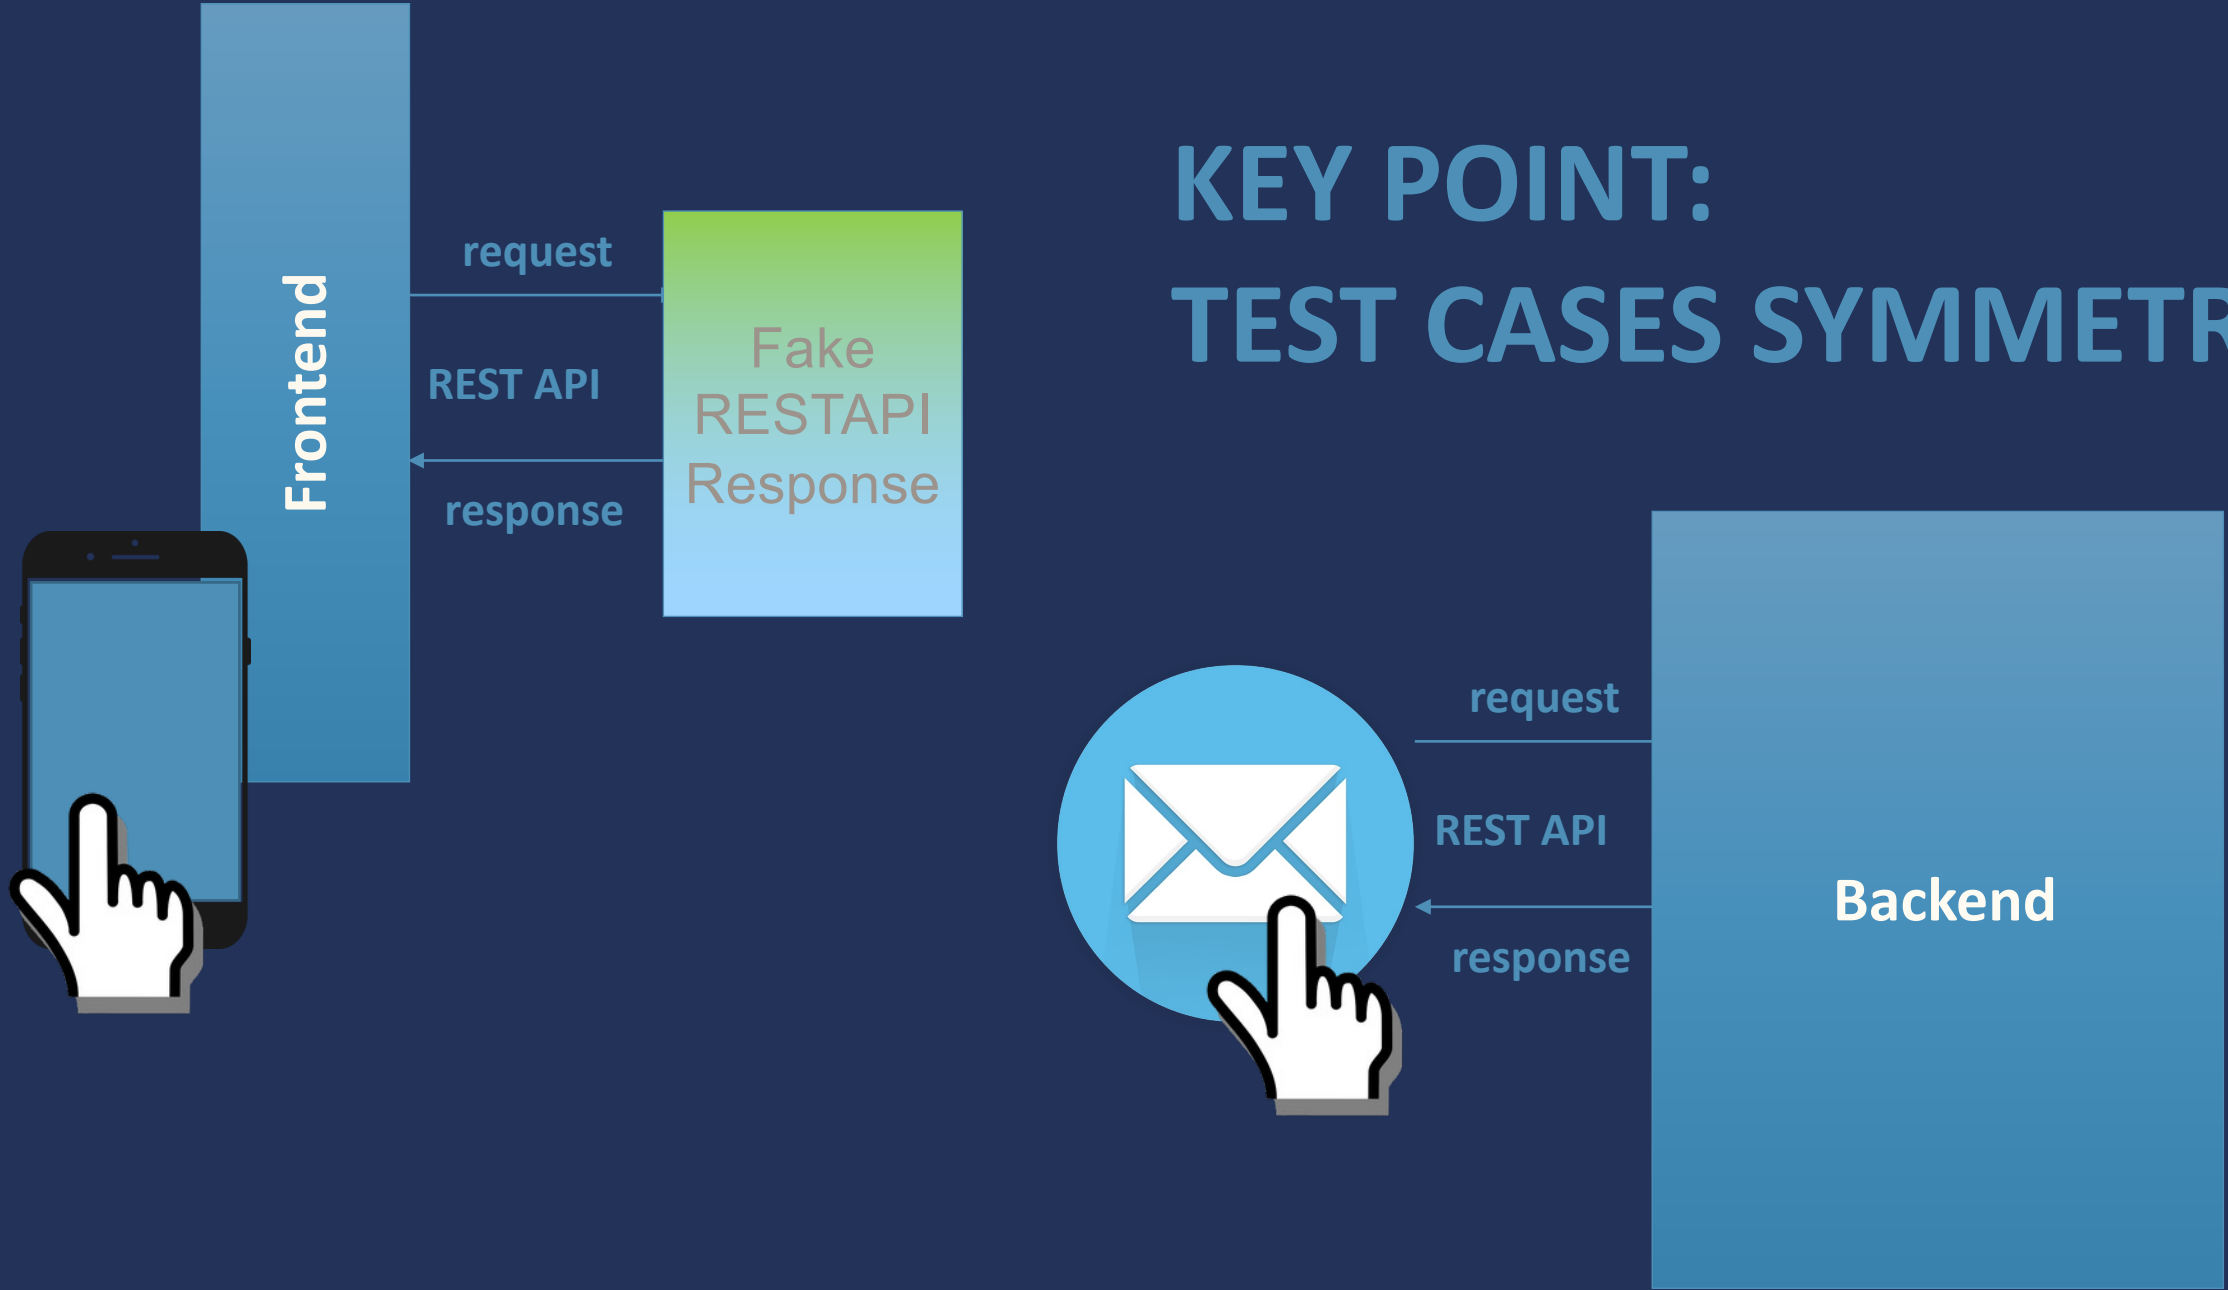 KEY POINT:
TEST CASES SYMMETR
Frontend
request
REST API
response
Fake
RESTAPI
Response
request
REST API
response
Backend